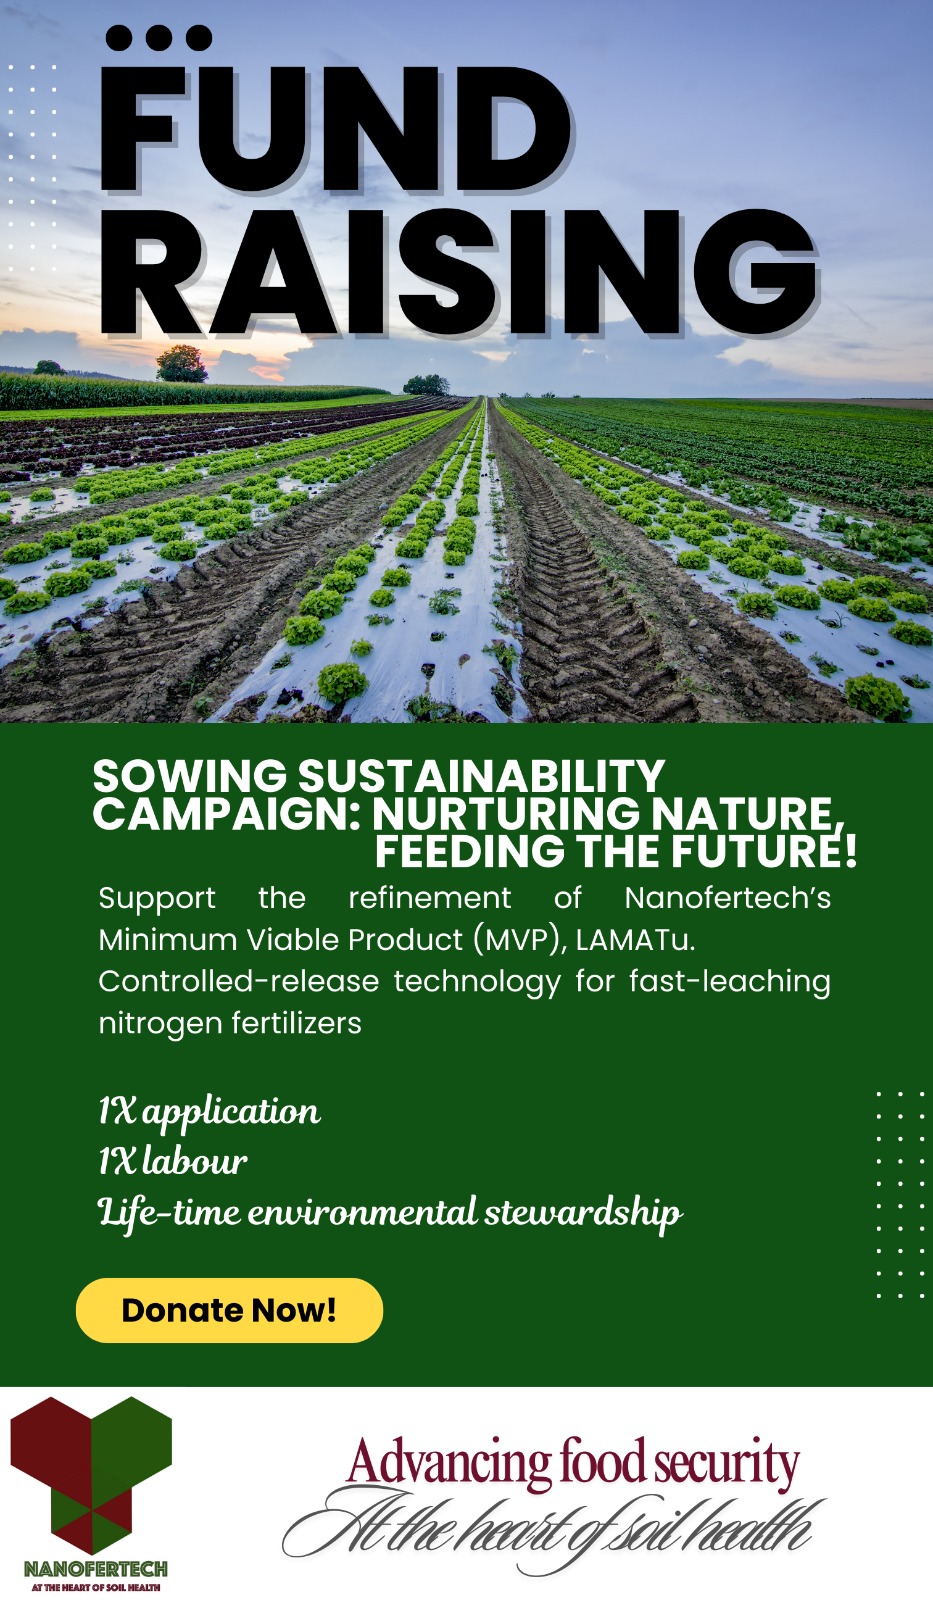 FUND
RAISING
SOWING SUSTAINABILITY
CAMPAIGN: NURTURING NATURE,
FEEDING THE FUTURE!
Support the refinement of Nanofertech's
Minimum Viable Product (MVP), LAMATu.
Controlled-release technology for fast-leaching
nitrogen fertilizers
1X application
1X labour
Life-time environmental stewardship
Donate Now!
Advancing food security
At the heart of soil health
NANOFERTECH
AT THE HEART OF SOIL HEALTH